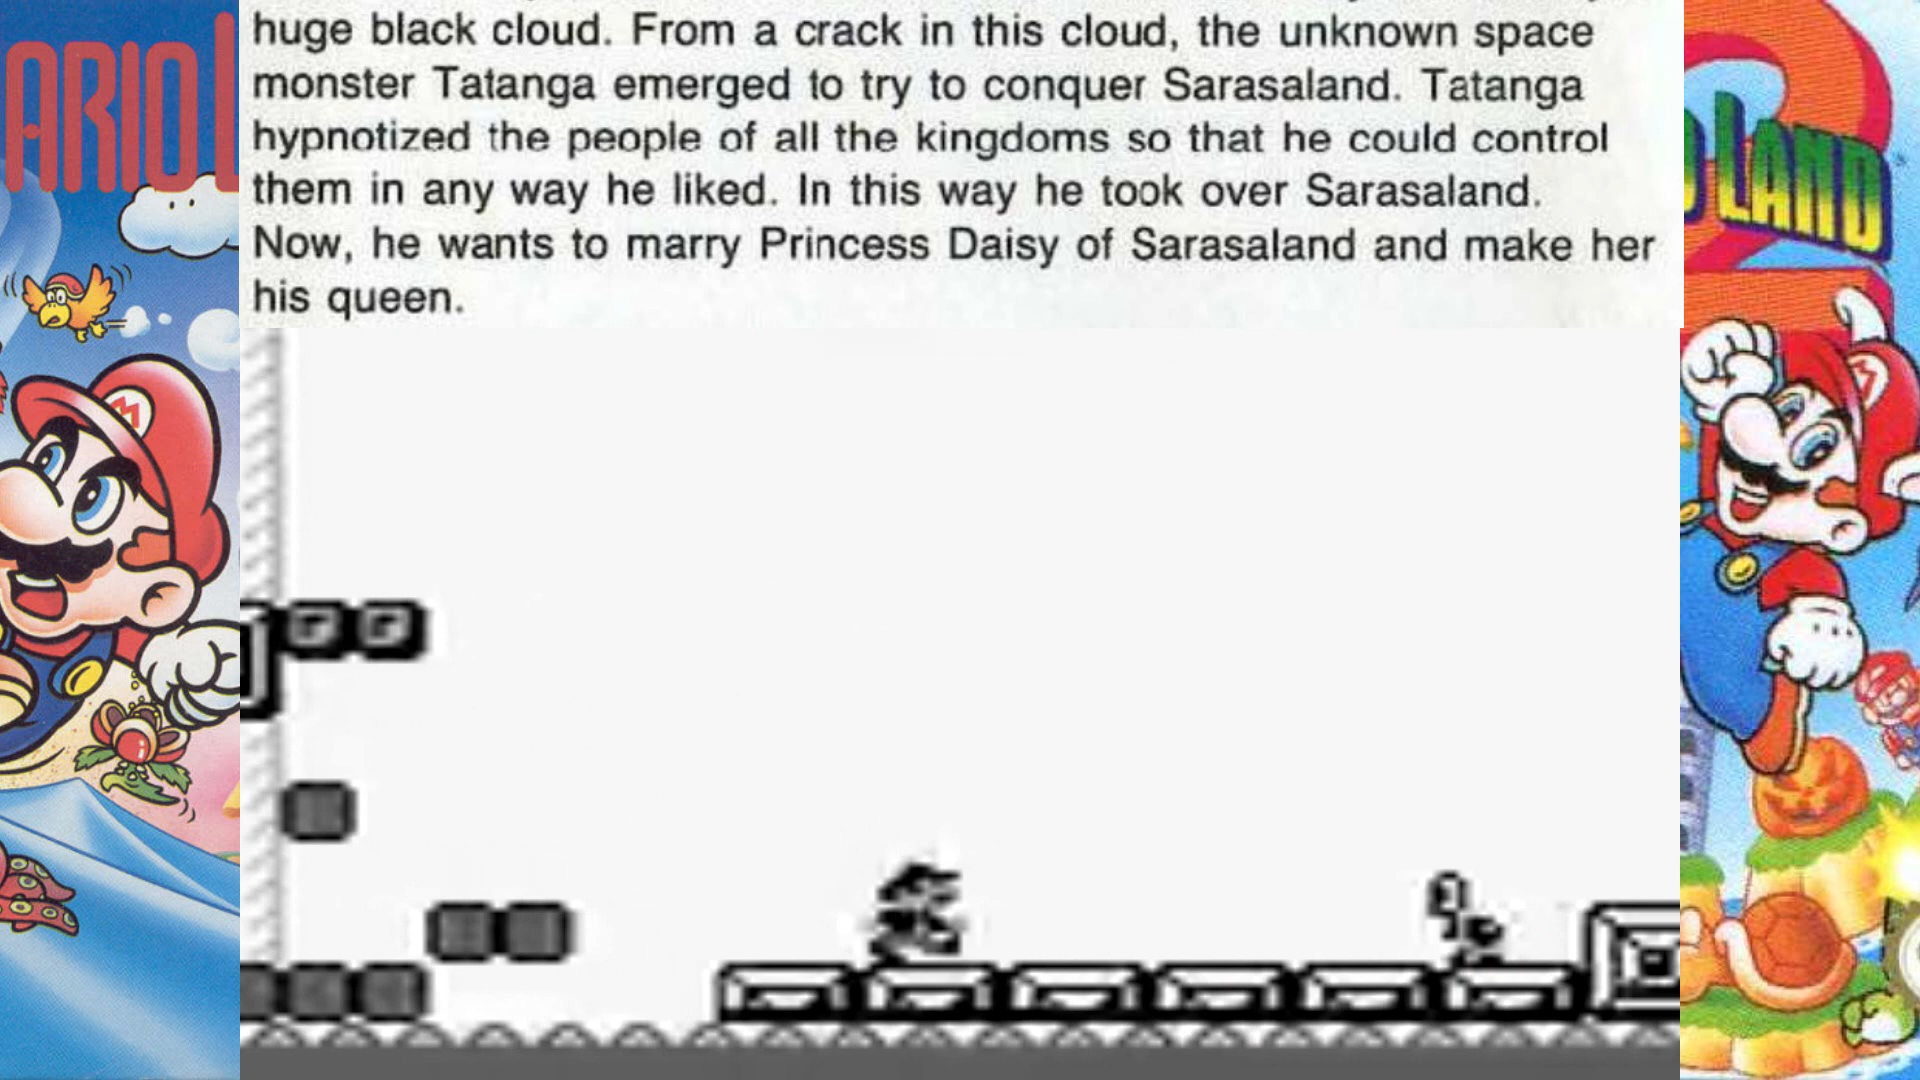 huge black cloud. From a crack in this cloud, the unknown space
monster Tatanga emerged to try to conquer Sarasaland. Tatanga
hypnotized the people of all the kingdoms so that he could control
them in any way he liked. In this way he took over Sarasaland.
Now, he wants to marry Princess Daisy of Sarasaland and make her
his queen.
ARIO L
M
LAND
2
M